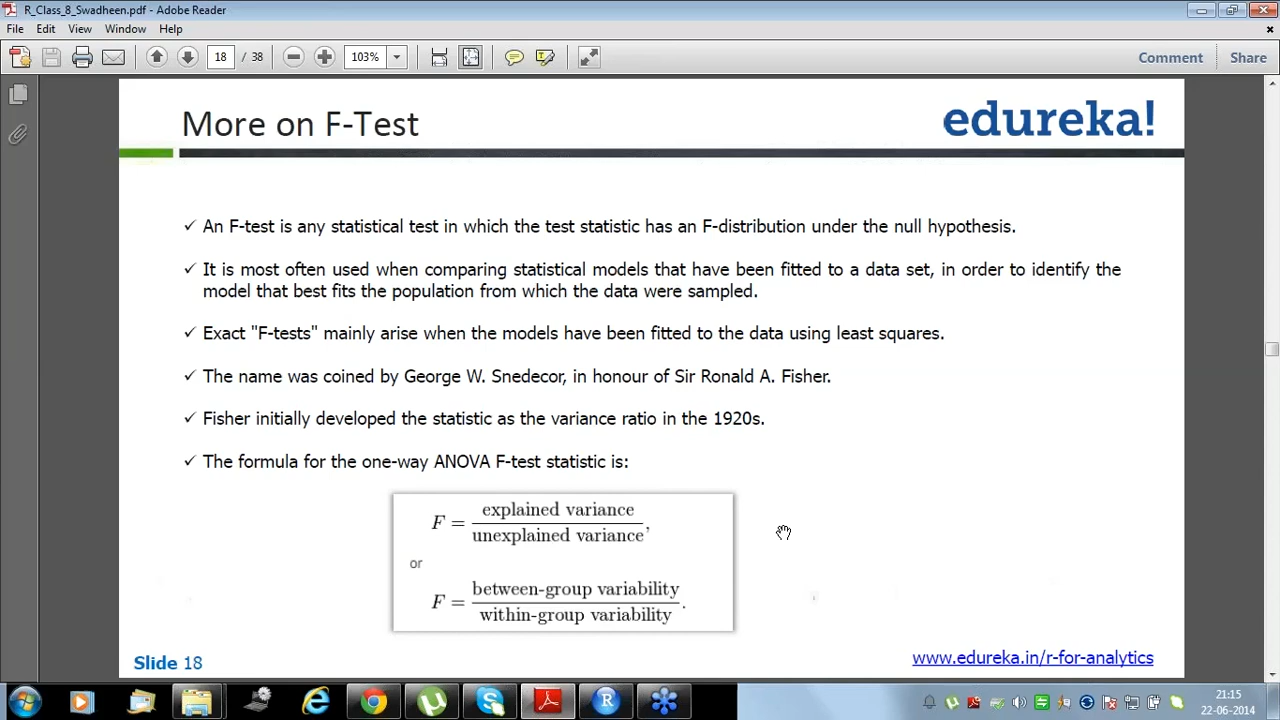 R_Class_8_Swadheen.pdf - Adobe Reader
File Edit View Window Help
18 / 38 103% Comment Share
More on F-Test
edureka!
✓ An F-test is any statistical test in which the test statistic has an F-distribution under the null hypothesis.
✓ It is most often used when comparing statistical models that have been fitted to a data set, in order to identify the
model that best fits the population from which the data were sampled.
✓ Exact "F-tests" mainly arise when the models have been fitted to the data using least squares.
✓ The name was coined by George W. Snedecor, in honour of Sir Ronald A. Fisher.
✓ Fisher initially developed the statistic as the variance ratio in the 1920s.
✓ The formula for the one-way ANOVA F-test statistic is:
explained variance
F =
unexplained variance,
or
between-group variability
F =
within-group variability.
Slide 18
www.edureka.in/r-for-analytics
21:15
22-06-2014